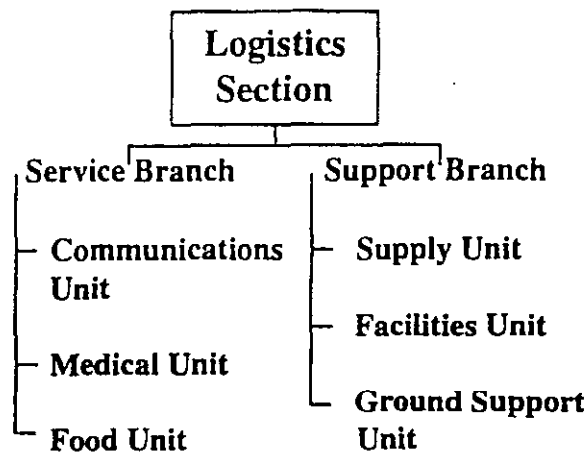 Logistics
Section
Service Branch
Communications
Unit
Medical Unit
Food Unit
Support Branch
Supply Unit
Facilities Unit
Ground Support
Unit